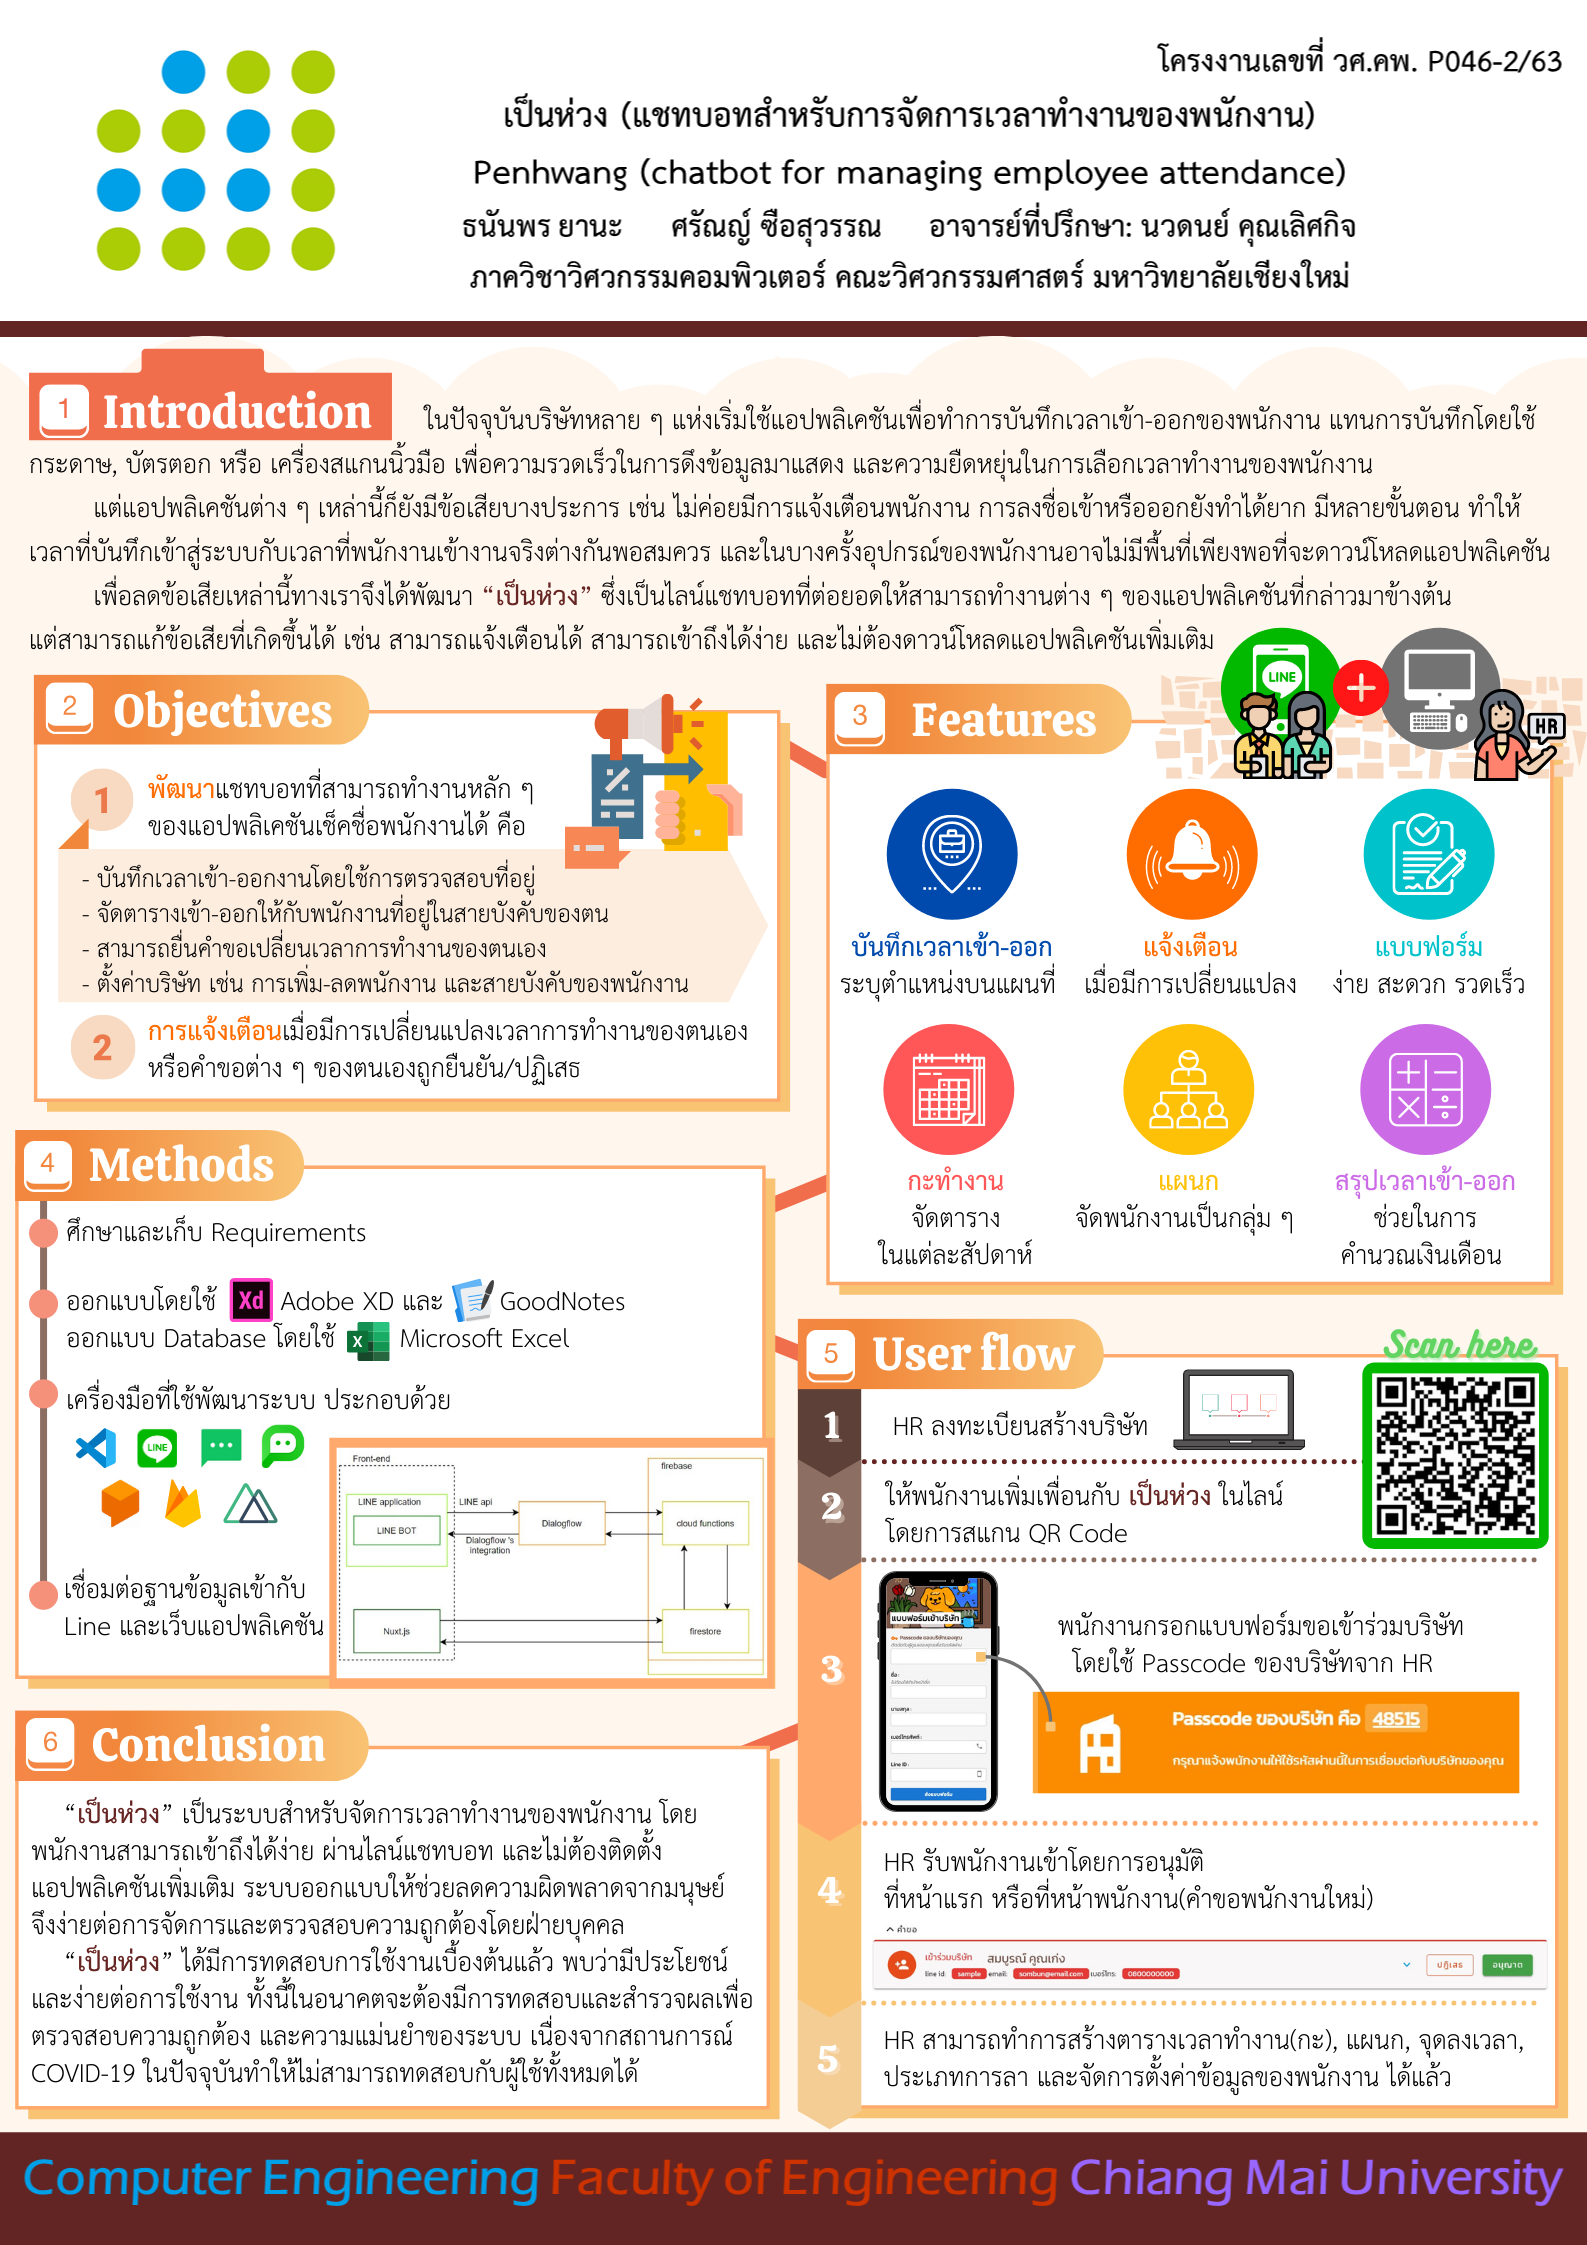 โครงงานเลขที่ วศ.คพ. P046-2/63
เป็นห่วง (แชทบอทสำหรับการจัดการเวลาทำงานของพนักงาน)
Penhwang (chatbot for managing employee attendance)
ธนันพร ยานะ ศรัณญ์ ซือสุวรรณ อาจารย์ที่ปรึกษา: นวดนย์ คุณเลิศกิจ
ภาควิชาวิศวกรรมคอมพิวเตอร์ คณะวิศวกรรมศาสตร์ มหาวิทยาลัยเชียงใหม่
1 Introduction
ในปัจจุบันบริษัทหลาย ๆ แห่งเริ่มใช้แอปพลิเคชันเพื่อทำการบันทึกเวลาเข้า-ออกของพนักงาน แทนการบันทึกโดยใช้
กระดาษ, บัตรตอก หรือ เครื่องสแกนนิ้วมือ เพื่อความรวดเร็วในการดึงข้อมูลมาแสดง และความยืดหยุ่นในการเลือกเวลาทำงานของพนักงาน
แต่แอปพลิเคชันต่าง ๆ เหล่านี้ก็ยังมีข้อเสียบางประการ เช่น ไม่ค่อยมีการแจ้งเตือนพนักงาน การลงชื่อเข้าหรือออกยังทำได้ยาก มีหลายขั้นตอน ทำให้
เวลาที่บันทึกเข้าสู่ระบบกับเวลาที่พนักงานเข้างานจริงต่างกันพอสมควร และในบางครั้งอุปกรณ์ของพนักงานอาจไม่มีพื้นที่เพียงพอที่จะดาวน์โหลดแอปพลิเคชัน
เพื่อลดข้อเสียเหล่านี้ทางเราจึงได้พัฒนา “เป็นห่วง” ซึ่งเป็นไลน์แชทบอทที่ต่อยอดให้สามารถทำงานต่าง ๆ ของแอปพลิเคชันที่กล่าวมาข้างต้น
แต่สามารถแก้ข้อเสียที่เกิดขึ้นได้ เช่น สามารถแจ้งเตือนได้ สามารถเข้าถึงได้ง่าย และไม่ต้องดาวน์โหลดแอปพลิเคชันเพิ่มเติม
2 Objectives
1 พัฒนาแชทบอทที่สามารถทำงานหลัก ๆ
ของแอปพลิเคชันเช็คชื่อพนักงานได้ คือ
- บันทึกเวลาเข้า-ออกงานโดยใช้การตรวจสอบที่อยู่
- จัดตารางเข้า-ออกให้กับพนักงานที่อยู่ในสายบังคับของตน
- สามารถยื่นคำขอเปลี่ยนเวลาการทำงานของตนเอง
- ตั้งค่าบริษัท เช่น การเพิ่ม-ลดพนักงาน และสายบังคับของพนักงาน
2 การแจ้งเตือนเมื่อมีการเปลี่ยนแปลงเวลาการทำงานของตนเอง
หรือคำขอต่าง ๆ ของตนเองถูกยืนยัน/ปฏิเสธ
3 Features
LINE
HR
บันทึกเวลาเข้า-ออก
ระบุตำแหน่งบนแผนที่
แจ้งเตือน
เมื่อมีการเปลี่ยนแปลง
แบบฟอร์ม
ง่าย สะดวก รวดเร็ว
กะทำงาน
จัดตาราง
ในแต่ละสัปดาห์
แผนก
จัดพนักงานเป็นกลุ่ม ๆ
สรุปเวลาเข้า-ออก
ช่วยในการ
คำนวณเงินเดือน
4 Methods
ศึกษาและเก็บ Requirements
ออกแบบโดยใช้ Xd Adobe XD และ GoodNotes
ออกแบบ Database โดยใช้ X Microsoft Excel
เครื่องมือที่ใช้พัฒนาระบบ ประกอบด้วย
LINE
เชื่อมต่อฐานข้อมูลเข้ากับ
Line และเว็บแอปพลิเคชัน
Front-end
firebase
LINE application
LINE api
LINE BOT
Dialogflow
cloud functions
Dialogflow 's
integration
Nuxt.js
firestore
5 User flow
Scan here
1 HR ลงทะเบียนสร้างบริษัท
2 ให้พนักงานเพิ่มเพื่อนกับ เป็นห่วง ในไลน์
โดยการสแกน QR Code
3 พนักงานกรอกแบบฟอร์มขอเข้าร่วมบริษัท
โดยใช้ Passcode ของบริษัทจาก HR
แบบฟอร์มเข้าบริษัท
Passcode ของบริษัทของคุณ
ชื่อ :
นามสกุล :
เบอร์โทรศัพท์ :
Line ID :
Passcode ของบริษัท คือ 48515
กรุณาแจ้งพนักงานให้ใช้รหัสผ่านนี้ในการเชื่อมต่อกับบริษัทของคุณ
4 HR รับพนักงานเข้าโดยการอนุมัติ
ที่หน้าแรก หรือที่หน้าพนักงาน(คำขอพนักงานใหม่)
คำขอ
เข้าร่วมบริษัท สมบูรณ์ คูณเก่ง
line id: sample email: sombun@email.com เบอร์โทร: 0800000000
ปฏิเสธ อนุญาต
5 HR สามารถทำการสร้างตารางเวลาทำงาน(กะ), แผนก, จุดลงเวลา,
ประเภทการลา และจัดการตั้งค่าข้อมูลของพนักงาน ได้แล้ว
6 Conclusion
“เป็นห่วง” เป็นระบบสำหรับจัดการเวลาทำงานของพนักงาน โดย
พนักงานสามารถเข้าถึงได้ง่าย ผ่านไลน์แชทบอท และไม่ต้องติดตั้ง
แอปพลิเคชันเพิ่มเติม ระบบออกแบบให้ช่วยลดความผิดพลาดจากมนุษย์
จึงง่ายต่อการจัดการและตรวจสอบความถูกต้องโดยฝ่ายบุคคล
“เป็นห่วง” ได้มีการทดสอบการใช้งานเบื้องต้นแล้ว พบว่ามีประโยชน์
และง่ายต่อการใช้งาน ทั้งนี้ในอนาคตจะต้องมีการทดสอบและสำรวจผลเพื่อ
ตรวจสอบความถูกต้อง และความแม่นยำของระบบ เนื่องจากสถานการณ์
COVID-19 ในปัจจุบันทำให้ไม่สามารถทดสอบกับผู้ใช้ทั้งหมดได้
Computer Engineering Faculty of Engineering Chiang Mai University